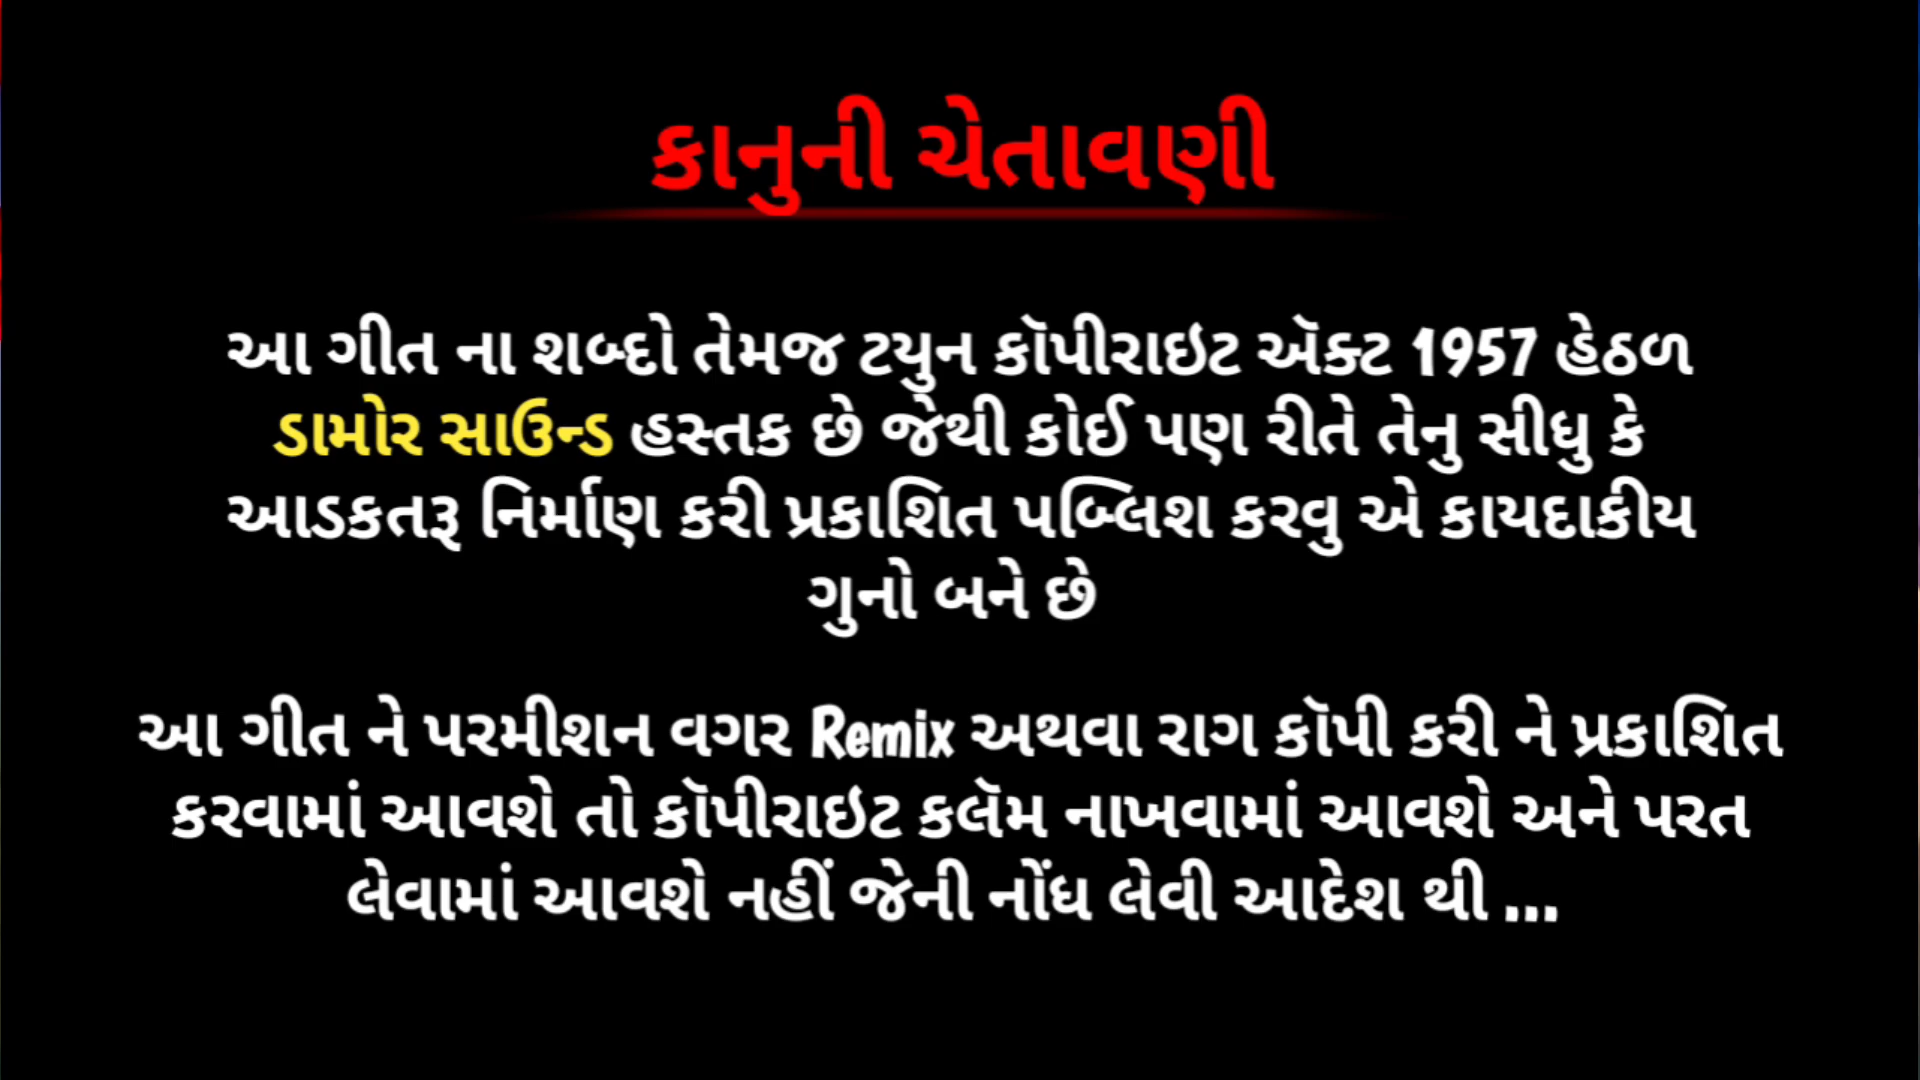 કાનુની ચેતાવણી
આ ગીત ના શબ્દો તેમજ ટયુન કૉપીરાઇટ ઍક્ટ 1957 હેઠળ
ડામોર સાઉન્ડ હસ્તક છે જેથી કોઈ પણ રીતે તેનુ સીધુ કે
આડકતરૂ નિર્માણ કરી પ્રકાશિત પબ્લિશ કરવુ એ કાયદાકીય
ગુનો બને છે
આ ગીત ને પરમીશન વગર Remix અથવા રાગ કૉપી કરી ને પ્રકાશિત
કરવામાં આવશે તો કૉપીરાઇટ કલૅમ નાખવામાં આવશે અને પરત
લેવામાં આવશે નહીં જેની નોંધ લેવી આદેશ થી ...